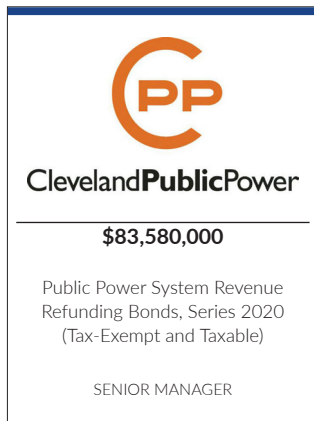 CPP
ClevelandPublicPower
$83,580,000
Public Power System Revenue
Refunding Bonds, Series 2020
(Tax-Exempt and Taxable)
SENIOR MANAGER